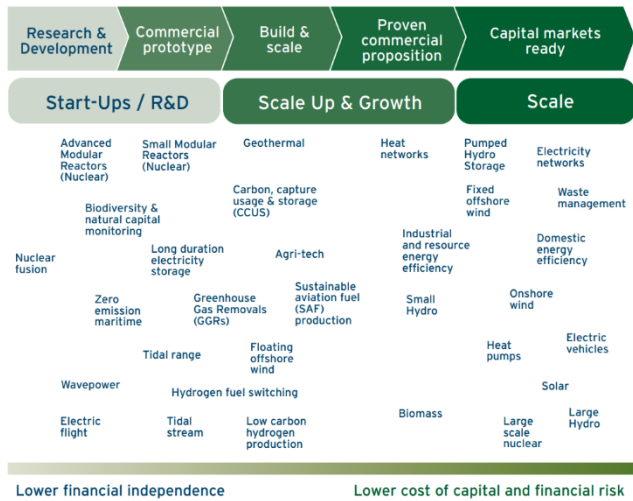 Research &
Development
Commercial
prototype
Build &
scale
Proven
commercial
proposition
Capital markets
ready
Start-Ups / R&D
Scale Up & Growth
Scale
Advanced
Modular
Reactors
(Nuclear)
Small Modular
Reactors
(Nuclear)
Geothermal
Heat networks
Pumped
Hydro
Storage
Electricity
networks
Carbon, capture
usage & storage
(CCUS)
Fixed
offshore
wind
Waste
management
Biodiversity &
natural capital
monitoring
Nuclear
fusion
Long duration
electricity
storage
Agri-tech
Industrial
and resource
energy
efficiency
Domestic
energy
efficiency
Zero
emission
maritime
Greenhouse
Gas Removals
(GGRs)
Sustainable
aviation fuel
(SAF)
production
Small
Hydro
Onshore
wind
Tidal range
Floating
offshore
wind
Heat
pumps
Electric
vehicles
Wavepower
Hydrogen fuel switching
Solar
Electric
flight
Tidal
stream
Low carbon
hydrogen
production
Biomass
Large
scale
nuclear
Large
Hydro
Lower financial independence
Lower cost of capital and financial risk